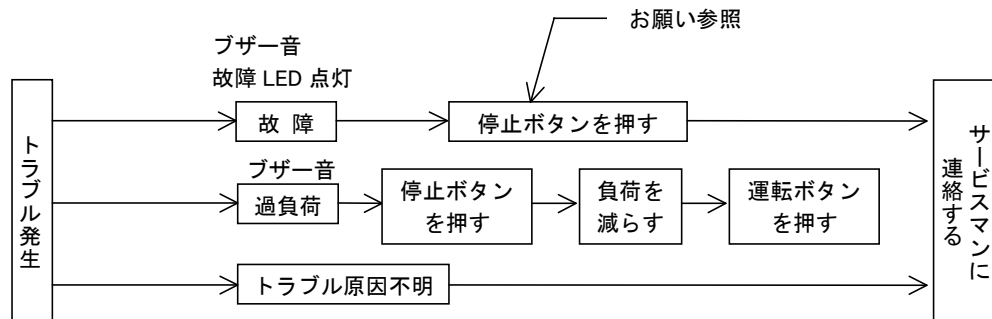 お願い参照
ブザー音
故障 LED 点灯
トラブル発生
故 障
停止ボタンを押す
ブザー音
過負荷
停止ボタン
を押す
負荷を
減らす
運転ボタン
を押す
トラブル原因不明
サービスマンに
連絡する